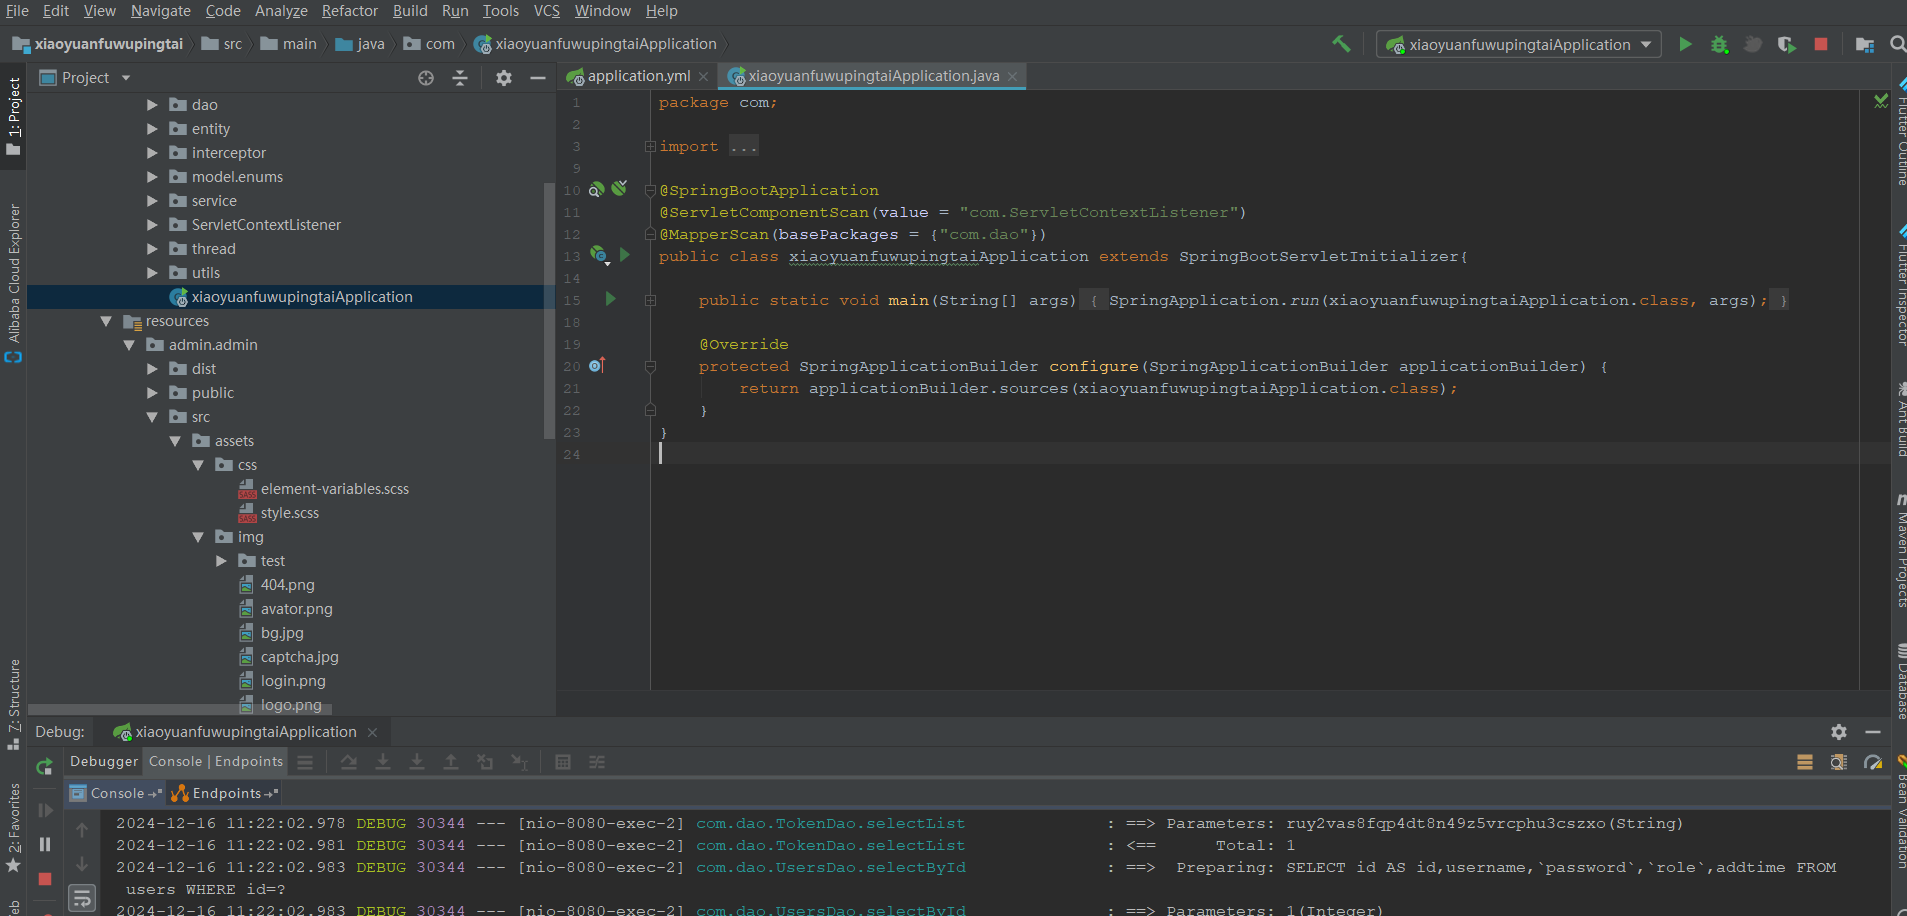 File Edit View Navigate Code Analyze Refactor Build Run Tools VCS Window Help
xiaoyuanfuwupingtai src main java com xiaoyuanfuwupingtaiApplication
xiaoyuanfuwupingtaiApplication
Project
application.yml xiaoyuanfuwupingtaiApplication.java
1: Project
Alibaba Cloud Explorer
Z: Structure
2: Favorites
dao
entity
interceptor
model.enums
service
ServletContextListener
thread
utils
xiaoyuanfuwupingtaiApplication
resources
admin.admin
dist
public
src
assets
css
element-variables.scss
style.scss
img
test
404.png
avator.png
bg.jpg
captcha.jpg
login.png
logo.png
1 package com;
2
3 import ...
9
10 @SpringBootApplication
11 @ServletComponentScan(value = "com.ServletContextListener")
12 @MapperScan(basePackages = {"com.dao"})
13 public class xiaoyuanfuwupingtaiApplication extends SpringBootServletInitializer{
14
15 public static void main(String[] args) { SpringApplication.run(xiaoyuanfuwupingtaiApplication.class, args); }
18
19 @Override
20 protected SpringApplicationBuilder configure(SpringApplicationBuilder applicationBuilder) {
21 return applicationBuilder.sources(xiaoyuanfuwupingtaiApplication.class);
22 }
23 }
24
Flutter Outline
Flutter Inspector
Ant Build
Maven Projects
Database
Bean Validation
Debug: xiaoyuanfuwupingtaiApplication
Debugger Console | Endpoints
Console Endpoints
2024-12-16 11:22:02.978 DEBUG 30344 --- [nio-8080-exec-2] com.dao.TokenDao.selectList : ==> Parameters: ruy2vas8fqp4dt8n49z5vrcphu3cszxo(String)
2024-12-16 11:22:02.981 DEBUG 30344 --- [nio-8080-exec-2] com.dao.TokenDao.selectList : <== Total: 1
2024-12-16 11:22:02.983 DEBUG 30344 --- [nio-8080-exec-2] com.dao.UsersDao.selectById : ==> Preparing: SELECT id AS id,username,`password`,`role`,addtime FROM
users WHERE id=?
2024-12-16 11:22:02.983 DEBUG 30344 --- [nio-8080-exec-2] com.dao.UsersDao.selectById : ==> Parameters: 1(Integer)